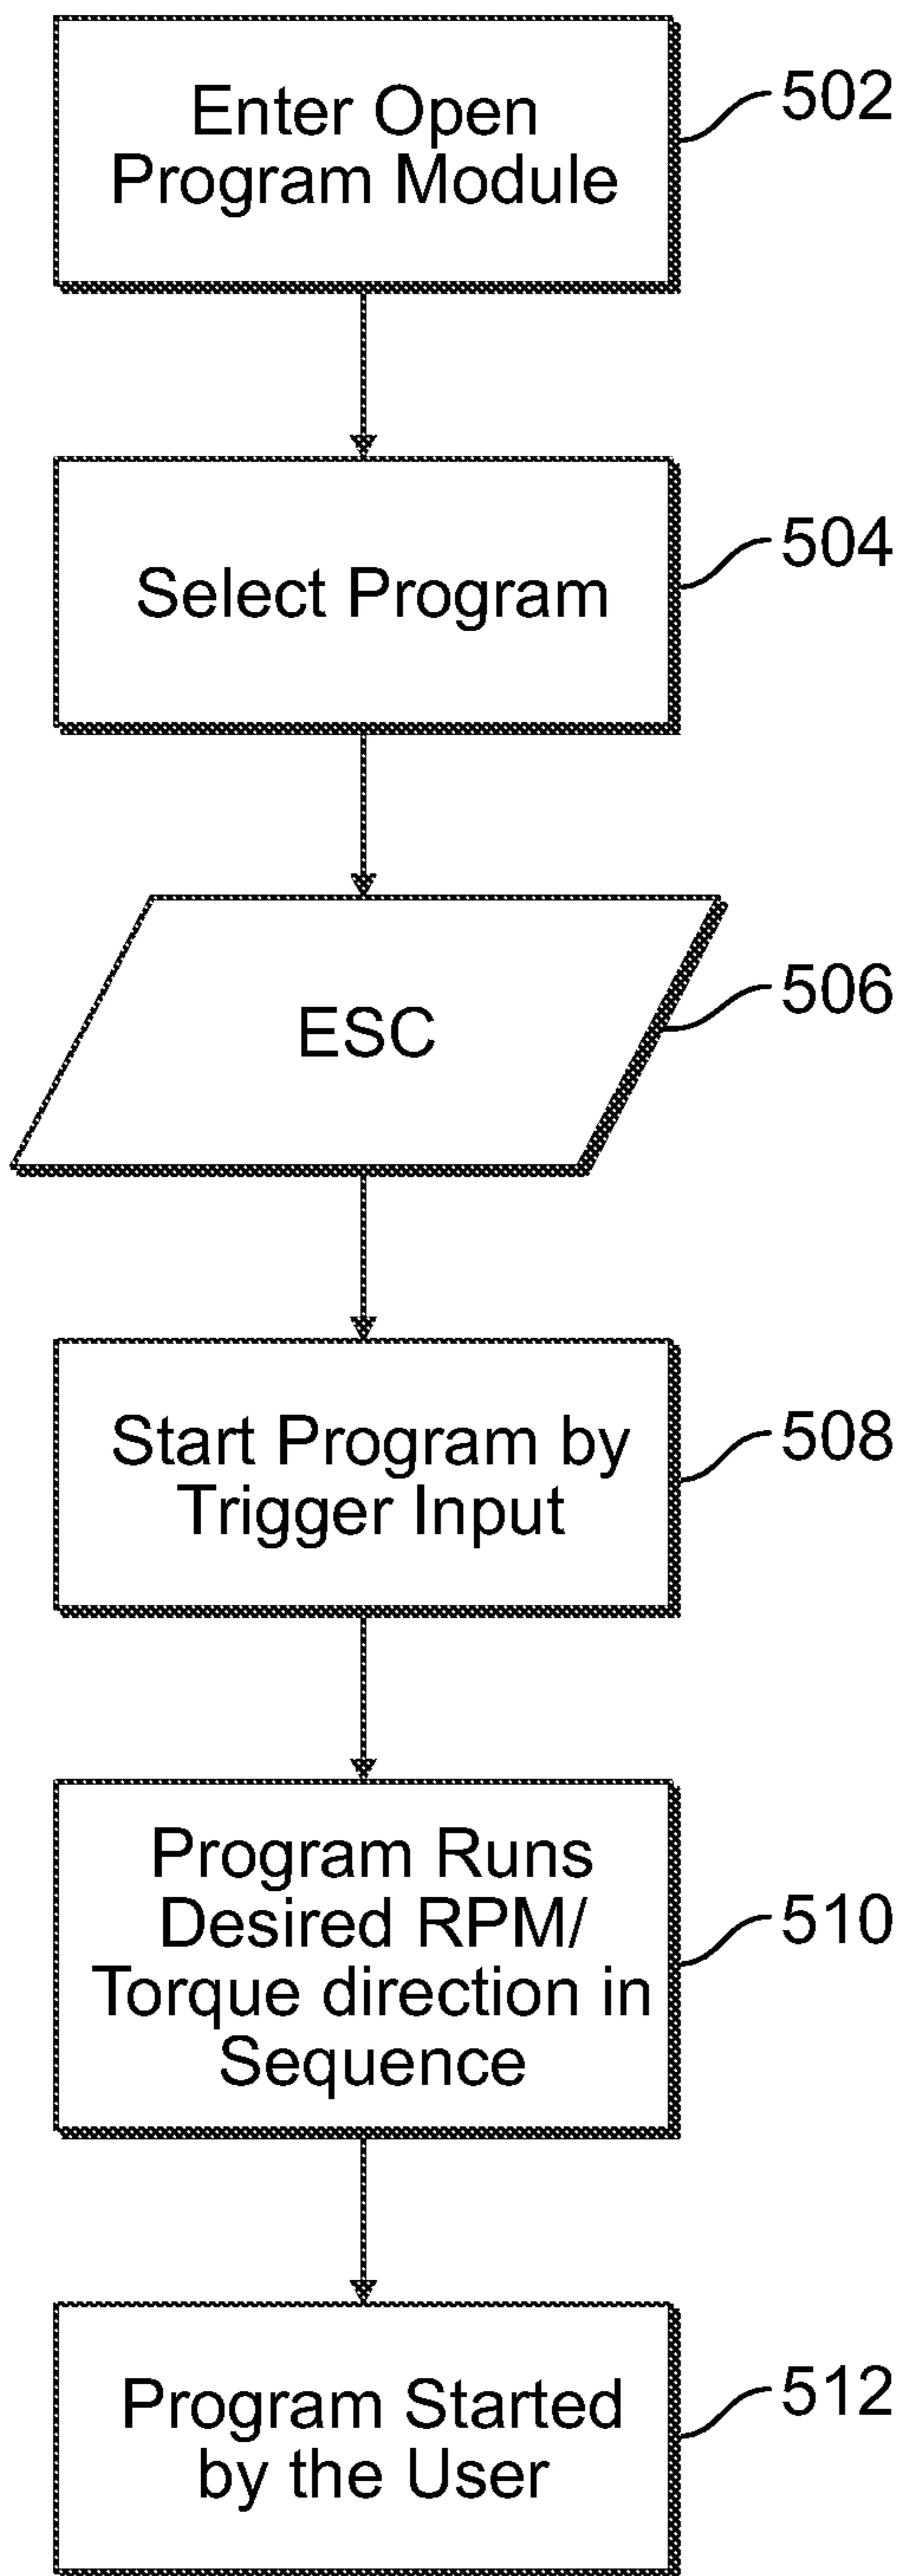 Enter Open
Program Module
502
Select Program
504
ESC
506
Start Program by
Trigger Input
508
Program Runs
Desired RPM/
Torque direction in
Sequence
510
Program Started
by the User
512